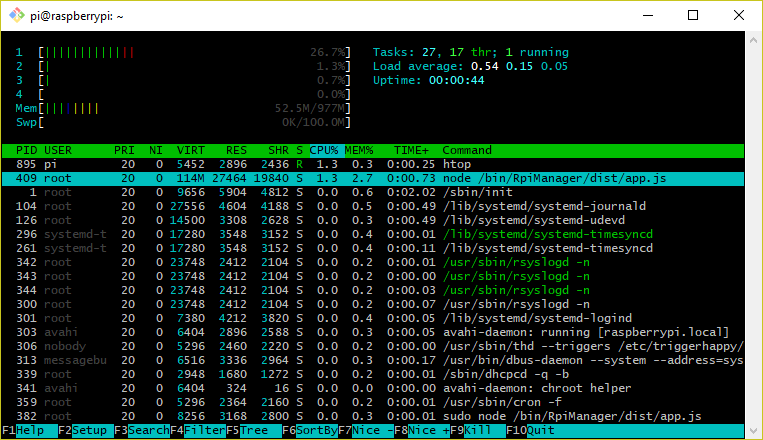 pi@raspberrypi: ~
1 [||||||||||||| 26.7%] Tasks: 27, 17 thr; 1 running
2 [| 1.3%] Load average: 0.54 0.15 0.05
3 [| 0.7%] Uptime: 00:00:44
4 [ 0.0%]
Mem[|||||||| 52.5M/977M]
Swp[ 0K/100.0M]
PID USER PRI NI VIRT RES SHR S CPU% MEM% TIME+ Command
895 pi 20 0 5452 2896 2436 R 1.3 0.3 0:00.25 htop
409 root 20 0 114M 27464 19840 S 1.3 2.7 0:00.73 node /bin/RpiManager/dist/app.js
1 root 20 0 9656 5904 4812 S 0.0 0.6 0:02.02 /sbin/init
104 root 20 0 27556 4604 4188 S 0.0 0.5 0:00.49 /lib/systemd/systemd-journald
126 root 20 0 14500 3308 2628 S 0.0 0.3 0:00.49 /lib/systemd/systemd-udevd
296 systemd-t 20 0 17280 3548 3152 S 0.0 0.4 0:00.01 /lib/systemd/systemd-timesyncd
261 systemd-t 20 0 17280 3548 3152 S 0.0 0.4 0:00.11 /lib/systemd/systemd-timesyncd
342 root 20 0 23748 2412 2104 S 0.0 0.2 0:00.01 /usr/sbin/rsyslogd -n
343 root 20 0 23748 2412 2104 S 0.0 0.2 0:00.00 /usr/sbin/rsyslogd -n
344 root 20 0 23748 2412 2104 S 0.0 0.2 0:00.03 /usr/sbin/rsyslogd -n
300 root 20 0 23748 2412 2104 S 0.0 0.2 0:00.07 /usr/sbin/rsyslogd -n
301 root 20 0 7380 4212 3820 S 0.0 0.4 0:00.05 /lib/systemd/systemd-logind
303 avahi 20 0 6404 2896 2588 S 0.0 0.3 0:00.05 avahi-daemon: running [raspberrypi.local]
306 nobody 20 0 5296 2460 2220 S 0.0 0.2 0:00.02 /usr/sbin/thd --triggers /etc/triggerhappy/
313 messagebu 20 0 6516 3336 2964 S 0.0 0.3 0:00.17 /usr/bin/dbus-daemon --system --address=sys
339 root 20 0 2948 1680 1272 S 0.0 0.2 0:00.01 /sbin/dhcpcd -q -b
341 avahi 20 0 6404 324 16 S 0.0 0.0 0:00.00 avahi-daemon: chroot helper
359 root 20 0 5296 2364 2160 S 0.0 0.2 0:00.01 /usr/sbin/cron -f
382 root 20 0 8256 3168 2800 S 0.0 0.3 0:00.01 sudo node /bin/RpiManager/dist/app.js
F1Help F2Setup F3SearchF4FilterF5Tree F6SortByF7Nice -F8Nice +F9Kill F10Quit